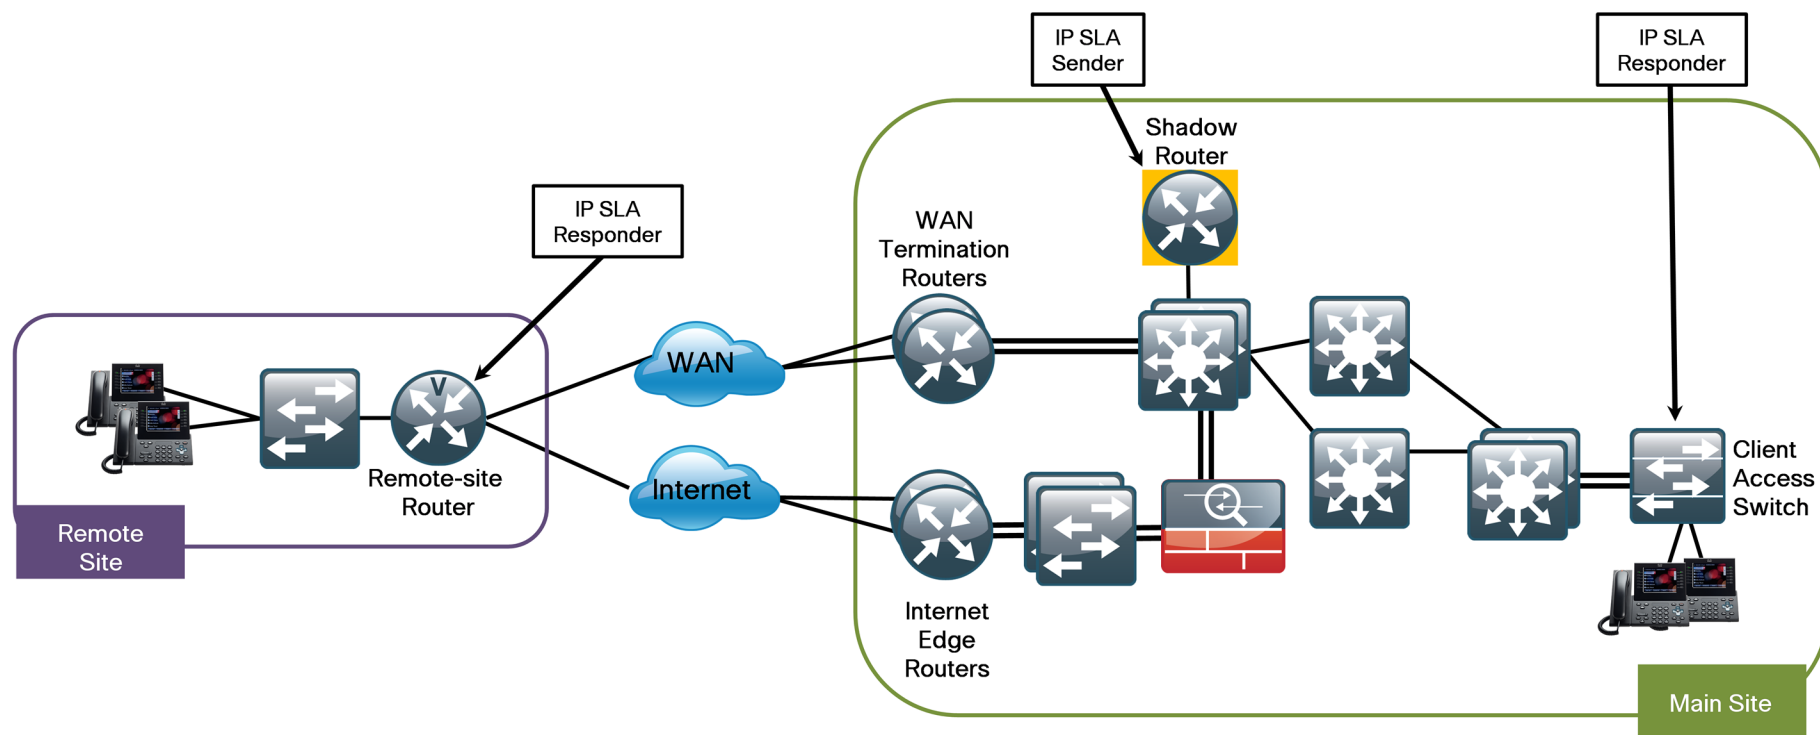 IP SLA
Sender
IP SLA
Responder
Shadow
Router
IP SLA
Responder
WAN
Termination
Routers
WAN
V
Remote-site
Router
Internet
Client
Access
Switch
Remote
Site
Internet
Edge
Routers
Main Site